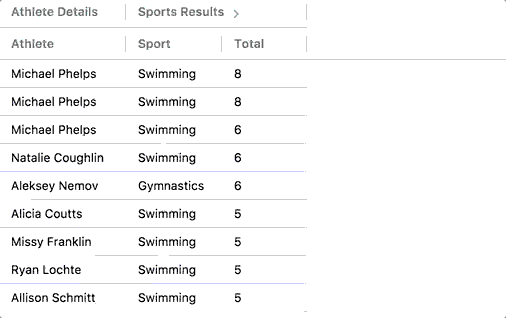 Athlete Details Sports Results >
Athlete Sport Total
Michael Phelps Swimming 8
Michael Phelps Swimming 8
Michael Phelps Swimming 6
Natalie Coughlin Swimming 6
Aleksey Nemov Gymnastics 6
Alicia Coutts Swimming 5
Missy Franklin Swimming 5
Ryan Lochte Swimming 5
Allison Schmitt Swimming 5